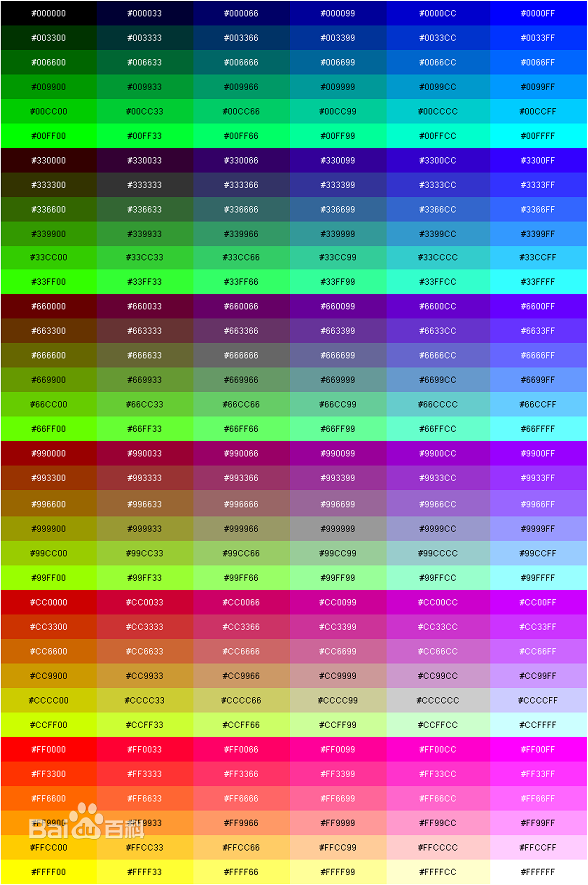 #000000 #000033 #000066 #000099 #0000CC #0000FF
#003300 #003333 #003366 #003399 #0033CC #0033FF
#006600 #006633 #006666 #006699 #0066CC #0066FF
#009900 #009933 #009966 #009999 #0099CC #0099FF
#00CC00 #00CC33 #00CC66 #00CC99 #00CCCC #00CCFF
#00FF00 #00FF33 #00FF66 #00FF99 #00FFCC #00FFFF
#330000 #330033 #330066 #330099 #3300CC #3300FF
#333300 #333333 #333366 #333399 #3333CC #3333FF
#336600 #336633 #336666 #336699 #3366CC #3366FF
#339900 #339933 #339966 #339999 #3399CC #3399FF
#33CC00 #33CC33 #33CC66 #33CC99 #33CCCC #33CCFF
#33FF00 #33FF33 #33FF66 #33FF99 #33FFCC #33FFFF
#660000 #660033 #660066 #660099 #6600CC #6600FF
#663300 #663333 #663366 #663399 #6633CC #6633FF
#666600 #666633 #666666 #666699 #6666CC #6666FF
#669900 #669933 #669966 #669999 #6699CC #6699FF
#66CC00 #66CC33 #66CC66 #66CC99 #66CCCC #66CCFF
#66FF00 #66FF33 #66FF66 #66FF99 #66FFCC #66FFFF
#990000 #990033 #990066 #990099 #9900CC #9900FF
#993300 #993333 #993366 #993399 #9933CC #9933FF
#996600 #996633 #996666 #996699 #9966CC #9966FF
#999900 #999933 #999966 #999999 #9999CC #9999FF
#99CC00 #99CC33 #99CC66 #99CC99 #99CCCC #99CCFF
#99FF00 #99FF33 #99FF66 #99FF99 #99FFCC #99FFFF
#CC0000 #CC0033 #CC0066 #CC0099 #CC00CC #CC00FF
#CC3300 #CC3333 #CC3366 #CC3399 #CC33CC #CC33FF
#CC6600 #CC6633 #CC6666 #CC6699 #CC66CC #CC66FF
#CC9900 #CC9933 #CC9966 #CC9999 #CC99CC #CC99FF
#CCCC00 #CCCC33 #CCCC66 #CCCC99 #CCCCCC #CCCCFF
#CCFF00 #CCFF33 #CCFF66 #CCFF99 #CCFFCC #CCFFFF
#FF0000 #FF0033 #FF0066 #FF0099 #FF00CC #FF00FF
#FF3300 #FF3333 #FF3366 #FF3399 #FF33CC #FF33FF
#FF6600 #FF6633 #FF6666 #FF6699 #FF66CC #FF66FF
#FF9900 #FF9933 #FF9966 #FF9999 #FF99CC #FF99FF
Bai du 百科
#FFCC00 #FFCC33 #FFCC66 #FFCC99 #FFCCCC #FFCCFF
#FFFF00 #FFFF33 #FFFF66 #FFFF99 #FFFFCC #FFFFFF